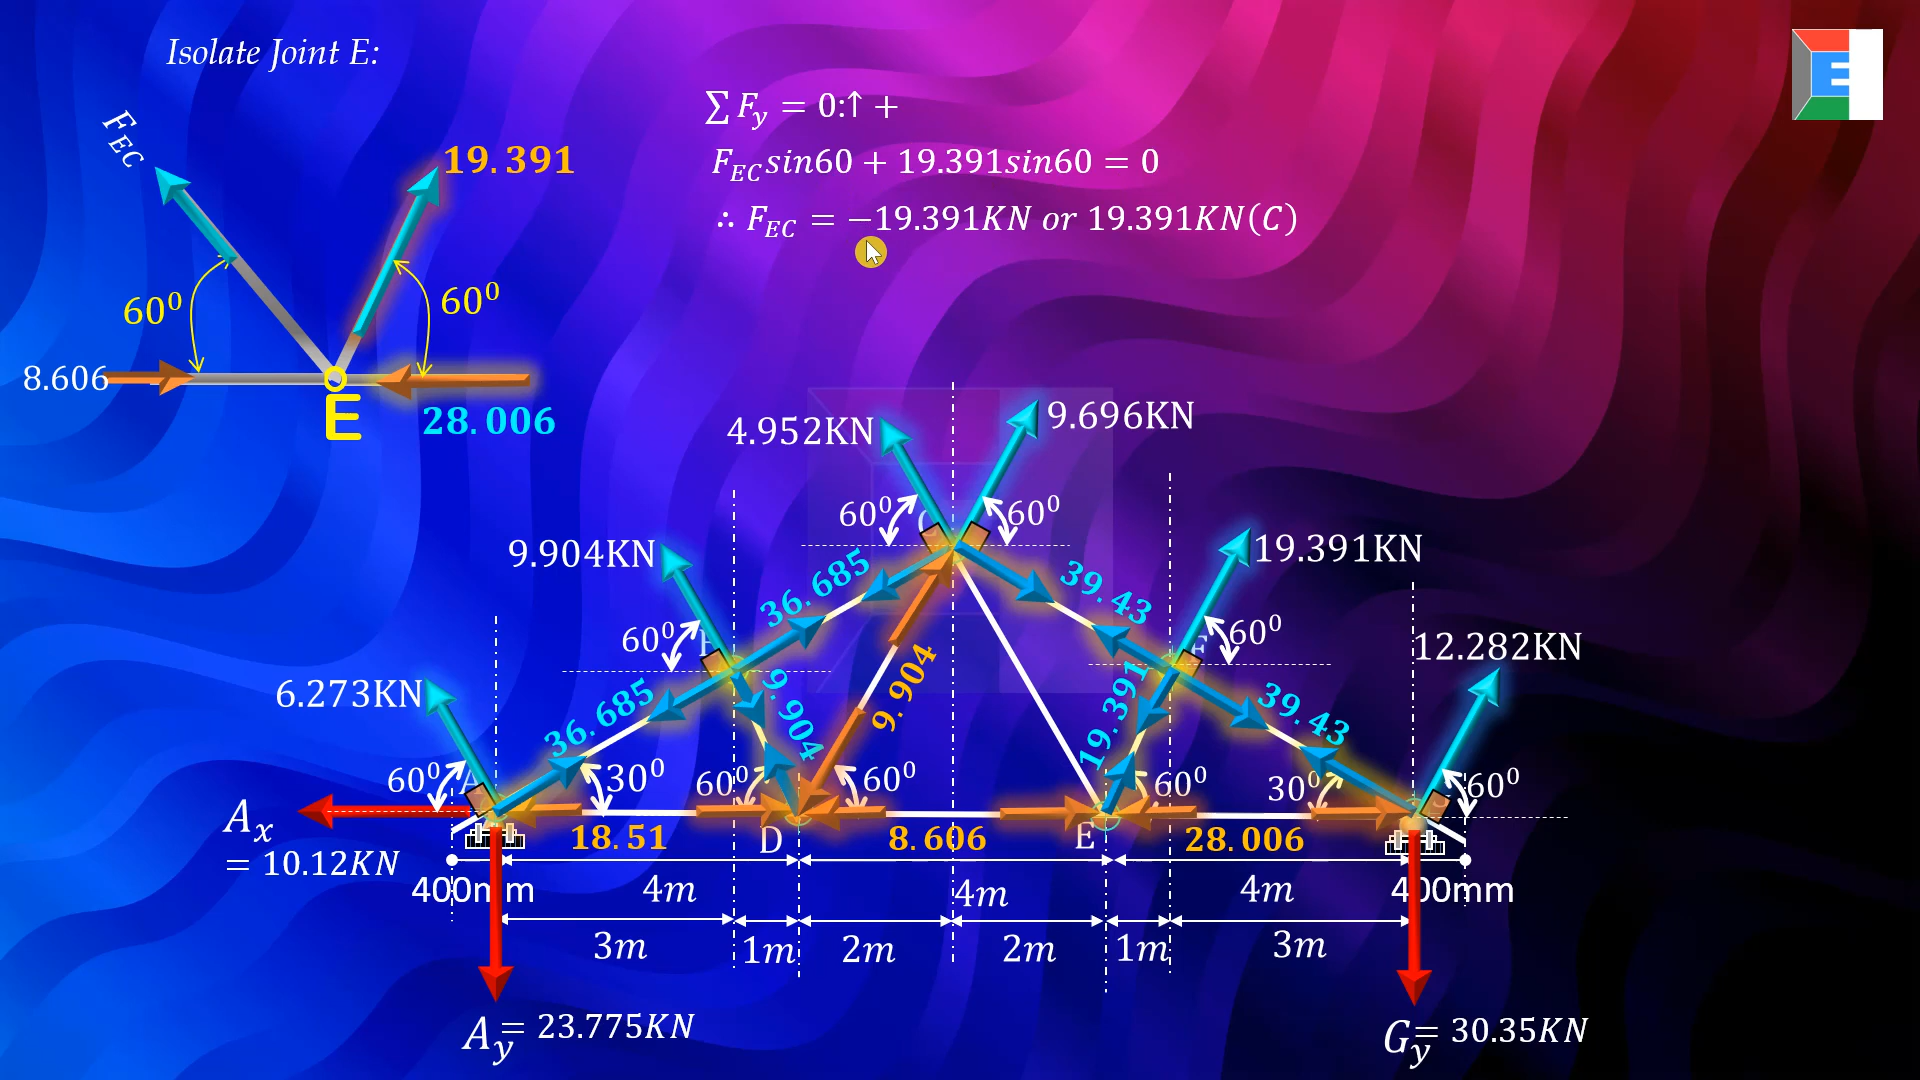 Isolate Joint E:
∑ F_y = 0:↑ +
F_EC sin60 + 19.391sin60 = 0
∴ F_EC = −19.391KN or 19.391KN(C)
E
F_EC
19.391
60⁰
60⁰
8.606
E
28.006
4.952KN
9.696KN
60⁰
C
60⁰
9.904KN
19.391KN
36.685
39.43
60⁰
F
60⁰
12.282KN
6.273KN
36.685
9.904
9.904
19.391
39.43
60⁰
A
30⁰
60⁰
60⁰
60⁰
30⁰
60⁰
A_x
= 10.12KN
18.51
D
8.606
E
28.006
400mm
4m
4m
4m
400mm
3m
1m
2m
2m
1m
3m
A_y = 23.775KN
G_y = 30.35KN